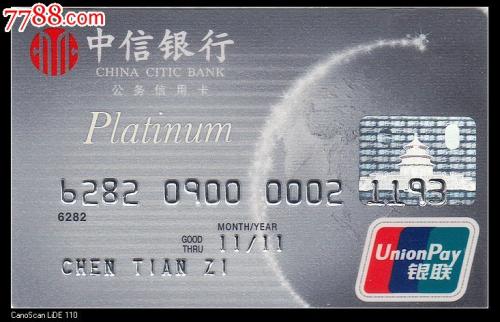 7788.com
中信银行
CHINA CITIC BANK
公务信用卡
Platinum
6282 0900 0002 1193
6282
MONTH/YEAR
GOOD THRU 11/11
CHEN TIAN ZI
UnionPay
银联
CanoScan LiDE 110